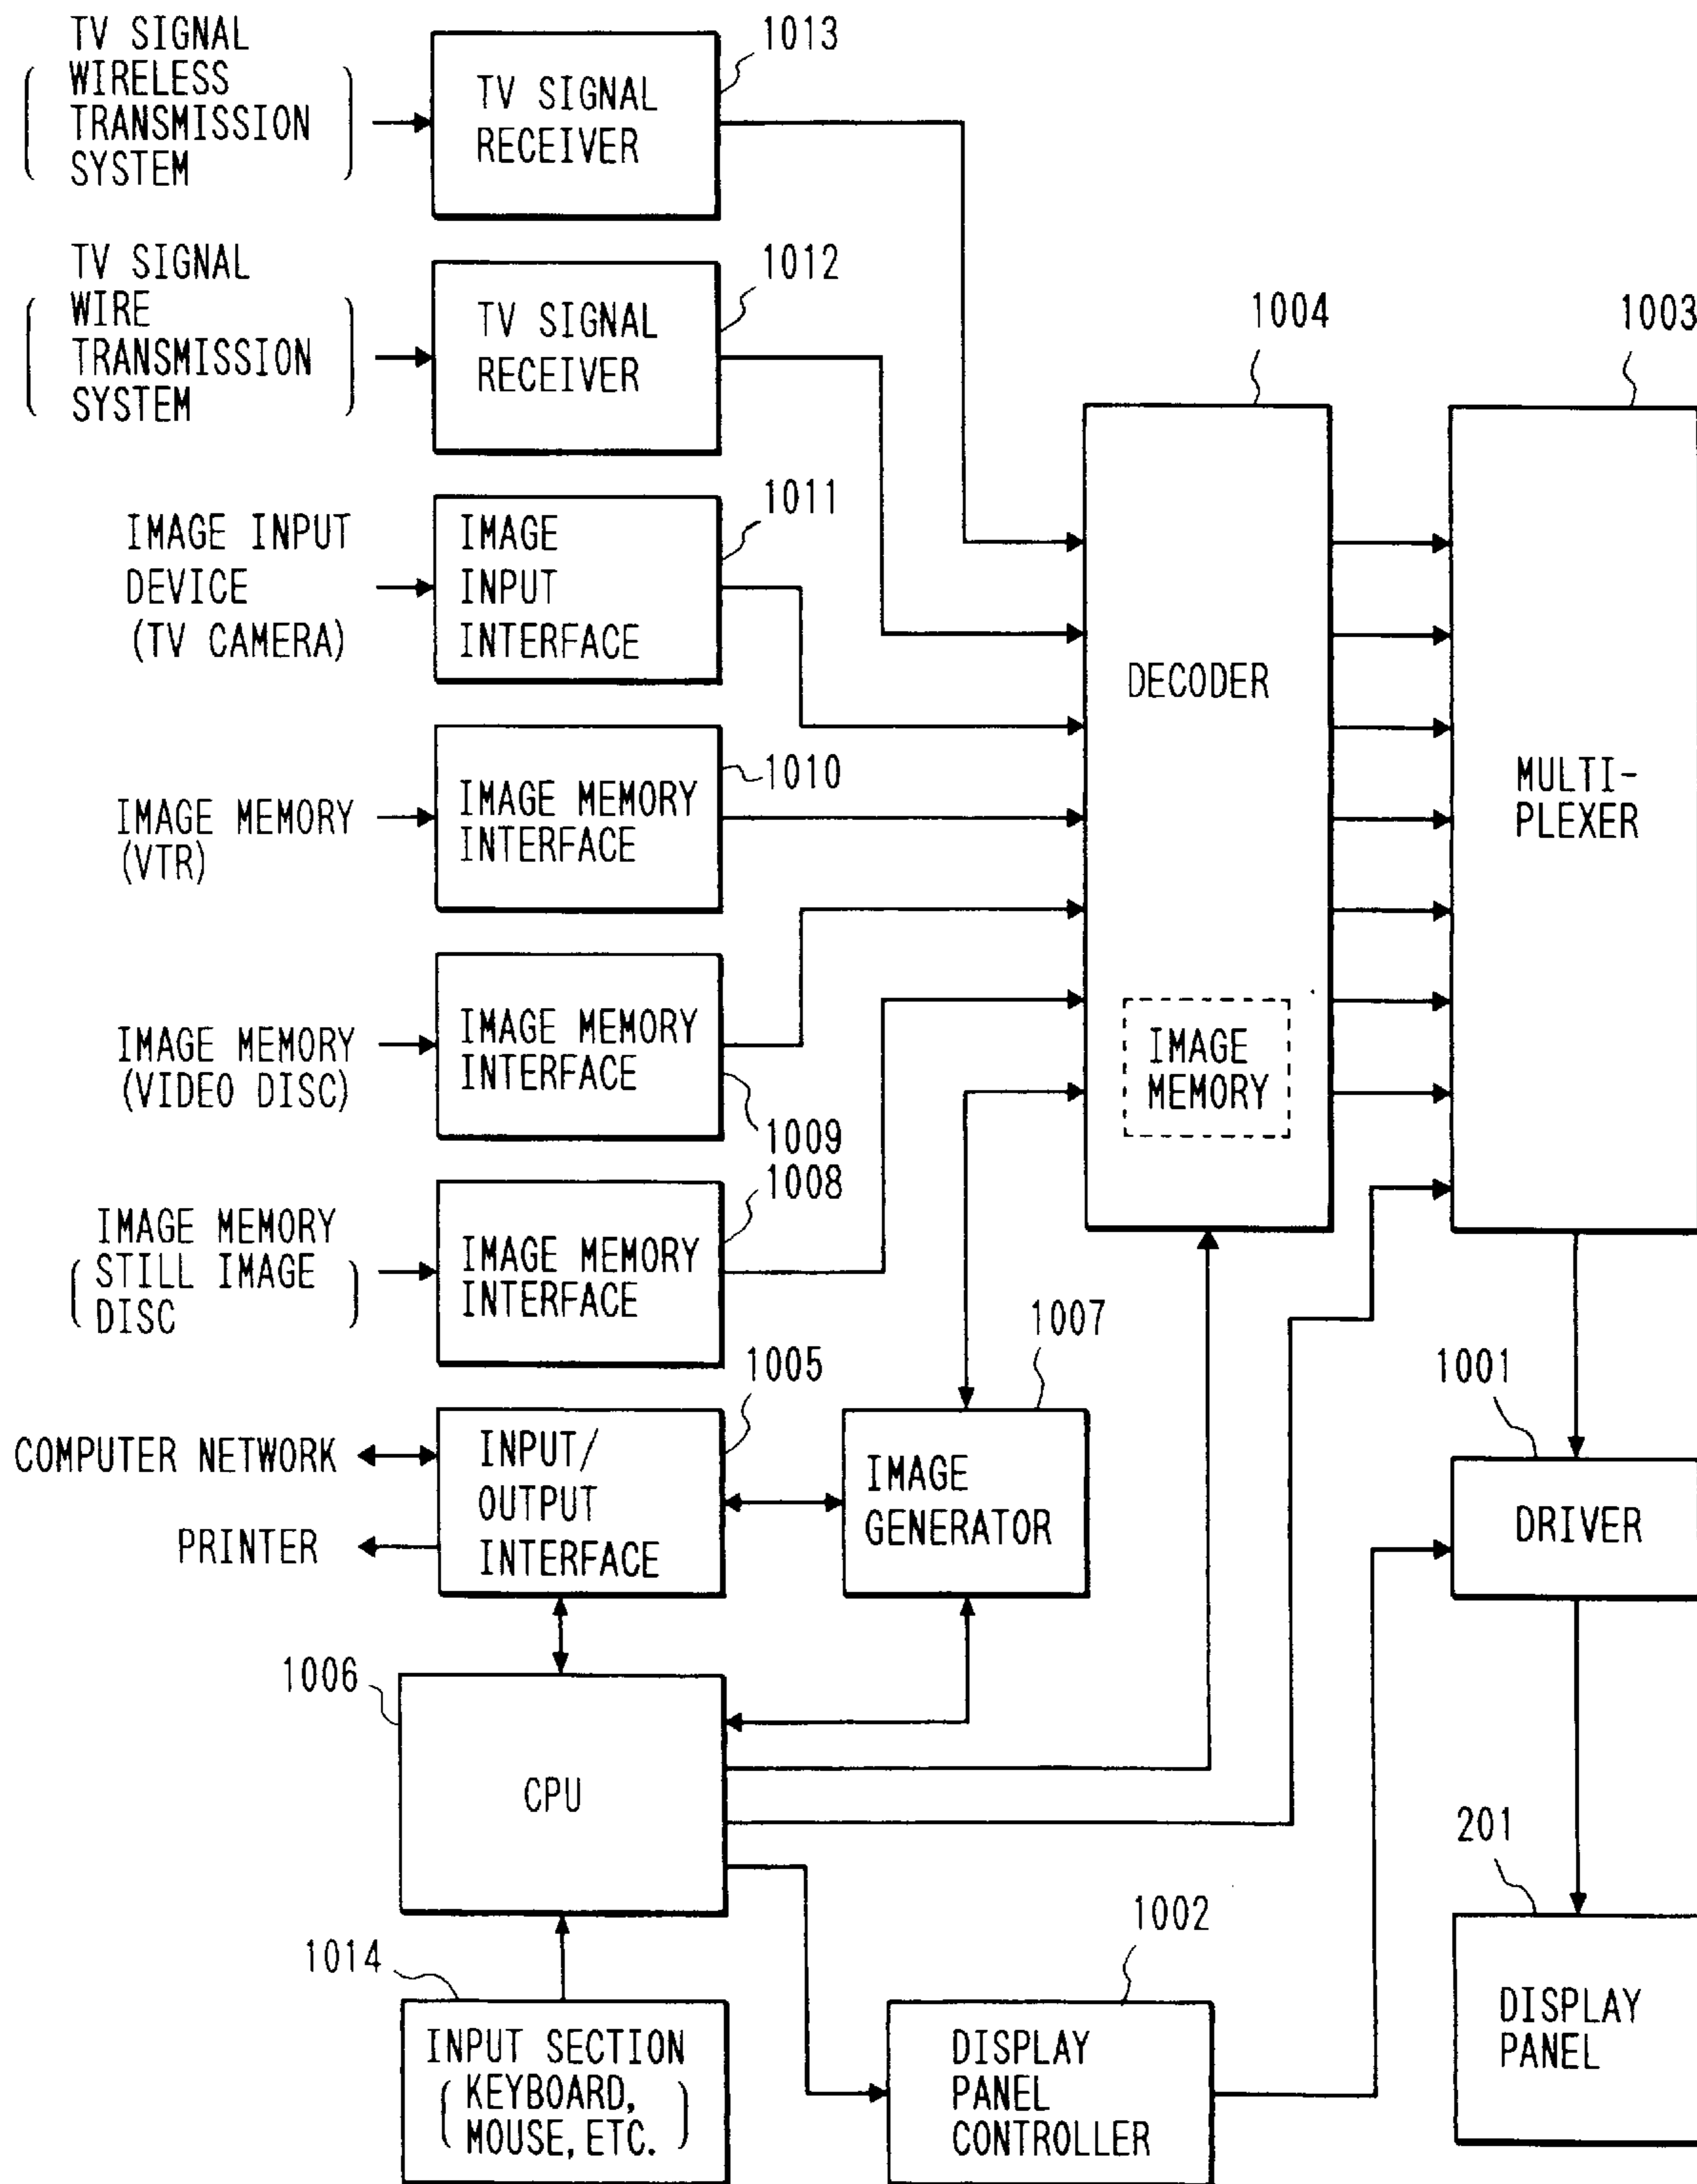 TV SIGNAL
WIRELESS
TRANSMISSION
SYSTEM
1013
TV SIGNAL
RECEIVER
TV SIGNAL
WIRE
TRANSMISSION
SYSTEM
1012
TV SIGNAL
RECEIVER
IMAGE INPUT
DEVICE
(TV CAMERA)
1011
IMAGE
INPUT
INTERFACE
IMAGE MEMORY
(VTR)
1010
IMAGE MEMORY
INTERFACE
IMAGE MEMORY
(VIDEO DISC)
IMAGE MEMORY
INTERFACE
1009
IMAGE MEMORY
(STILL IMAGE
DISC)
1008
IMAGE MEMORY
INTERFACE
1004
DECODER
IMAGE
MEMORY
1003
MULTI-
PLEXER
COMPUTER NETWORK
PRINTER
1005
INPUT/
OUTPUT
INTERFACE
1007
IMAGE
GENERATOR
1001
DRIVER
1006
CPU
201
DISPLAY
PANEL
1014
INPUT SECTION
(KEYBOARD,
MOUSE, ETC.)
1002
DISPLAY
PANEL
CONTROLLER